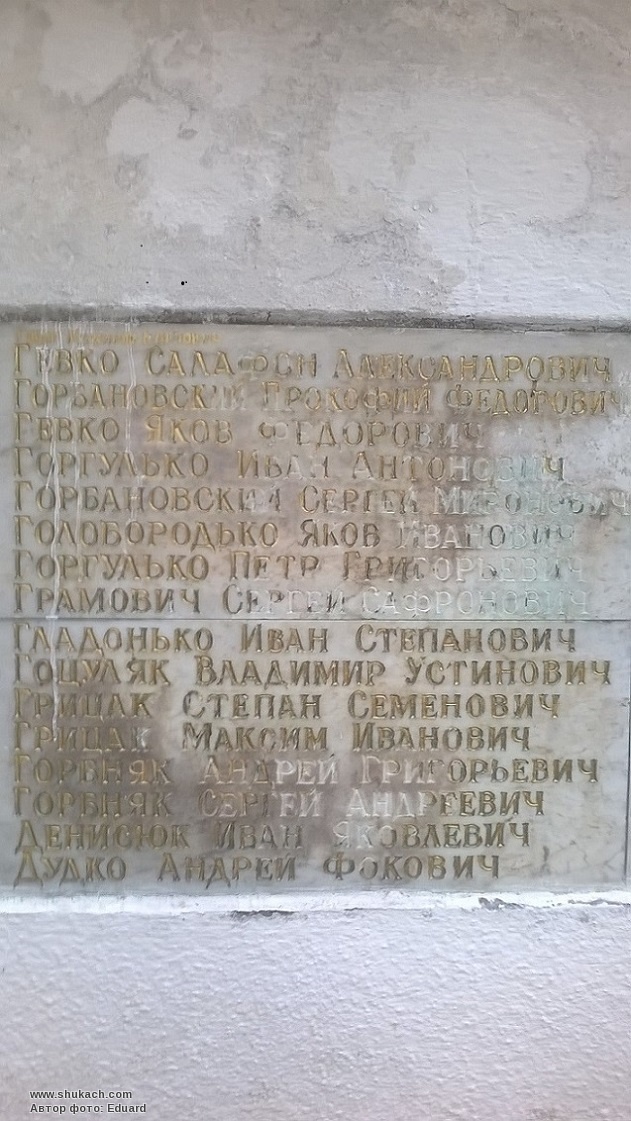 ГЕВКО САЛАФОН АЛЕКСАНДРОВИЧ
ГОРБАНОВСКИЙ ПРОКОФИЙ ФЕДОРОВИЧ
ГЕВКО ЯКОВ ФЕДОРОВИЧ
ГОРГУЛЬКО ИВАН АНТОНОВИЧ
ГОРБАНОВСКИЙ СЕРГЕЙ МИРОНОВИЧ
ГОЛОБОРОДЬКО ЯКОВ ИВАНОВИЧ
ГОРГУЛЬКО ПЕТР ГРИГОРЬЕВИЧ
ГРАМОВИЧ СЕРГЕЙ САФРОНОВИЧ
ГЛАДОНЬКО ИВАН СТЕПАНОВИЧ
ГОЦУЛЯК ВЛАДИМИР УСТИНОВИЧ
ГРИЦАК СТЕПАН СЕМЕНОВИЧ
ГРИЦАК МАКСИМ ИВАНОВИЧ
ГОРБНЯК АНДРЕЙ ГРИГОРЬЕВИЧ
ГОРБНЯК СЕРГЕЙ АНДРЕЕВИЧ
ДЕНИСЮК ИВАН ЯКОВЛЕВИЧ
ДУДКО АНДРЕЙ ФОКОВИЧ
www.shukach.com
Автор фото: Eduard